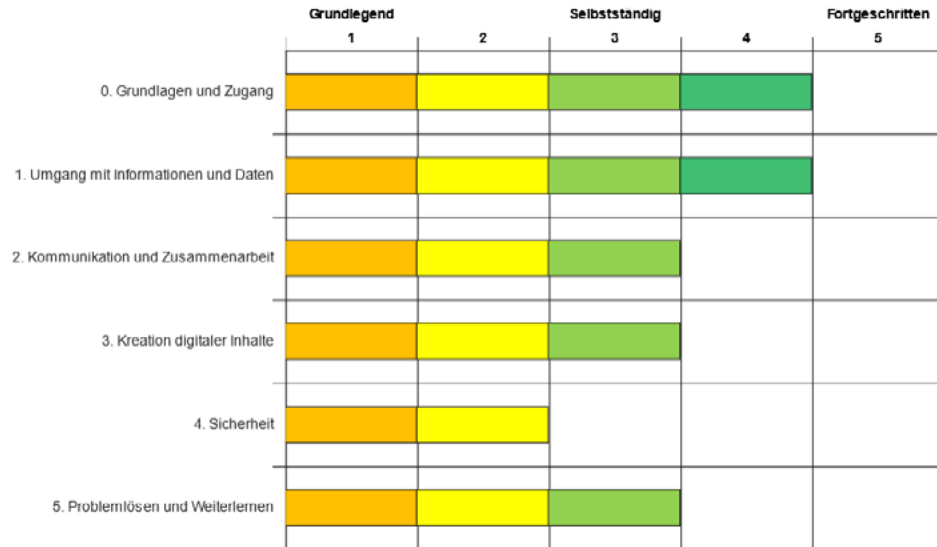 Grundlegend Selbstständig Fortgeschritten
1 2 3 4 5
0. Grundlagen und Zugang
1. Umgang mit Informationen und Daten
2. Kommunikation und Zusammenarbeit
3. Kreation digitaler Inhalte
4. Sicherheit
5. Problemlösen und Weiterlernen